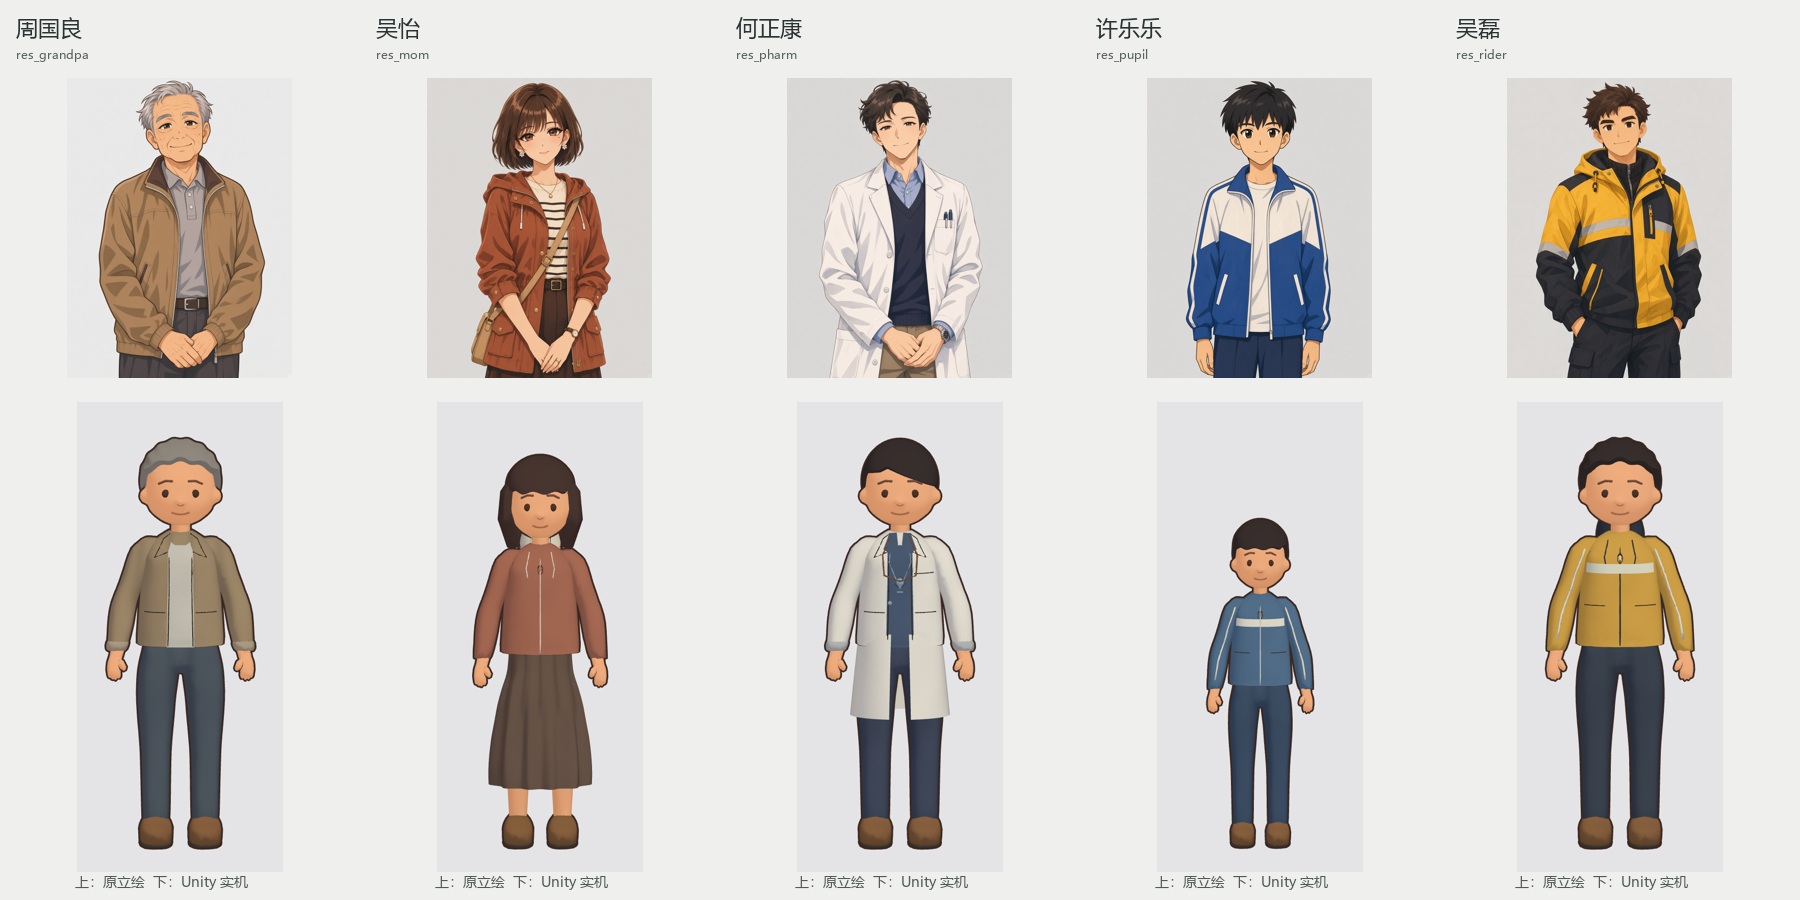 周国良
res_grandpa
吴怡
res_mom
何正康
res_pharm
许乐乐
res_pupil
吴磊
res_rider
上：原立绘 下：Unity 实机
上：原立绘 下：Unity 实机
上：原立绘 下：Unity 实机
上：原立绘 下：Unity 实机
上：原立绘 下：Unity 实机